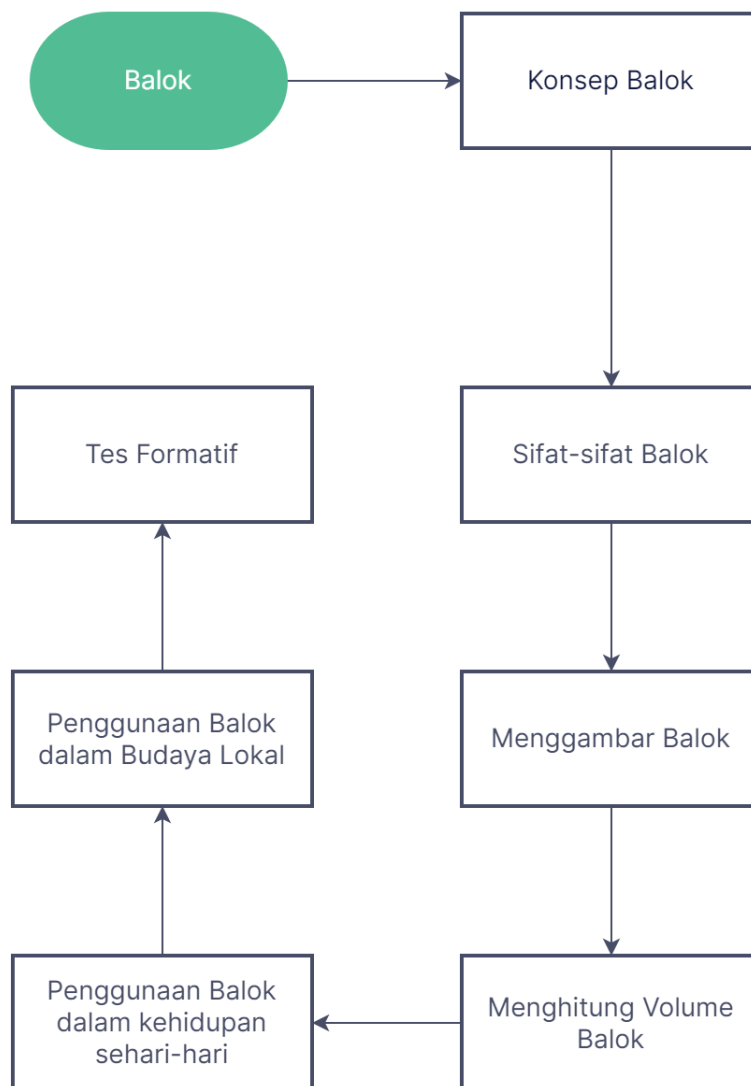 Balok
Konsep Balok
Sifat-sifat Balok
Menggambar Balok
Menghitung Volume
Balok
Penggunaan Balok
dalam kehidupan
sehari-hari
Penggunaan Balok
dalam Budaya Lokal
Tes Formatif